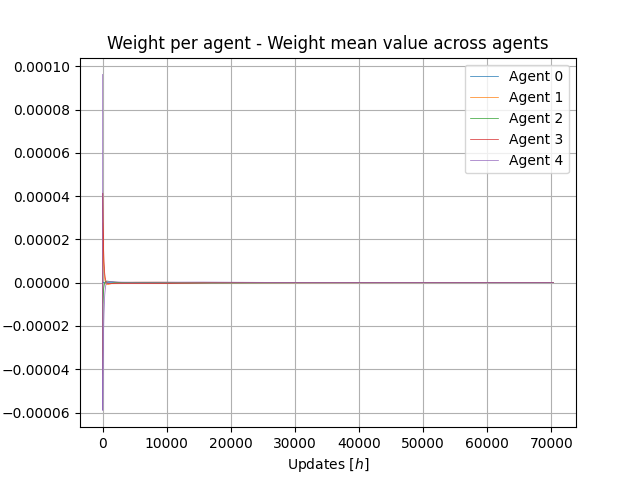 Weight per agent - Weight mean value across agents
0.00010
0.00008
0.00006
0.00004
0.00002
0.00000
−0.00002
−0.00004
−0.00006
Agent 0
Agent 1
Agent 2
Agent 3
Agent 4
0 10000 20000 30000 40000 50000 60000 70000
Updates [h]